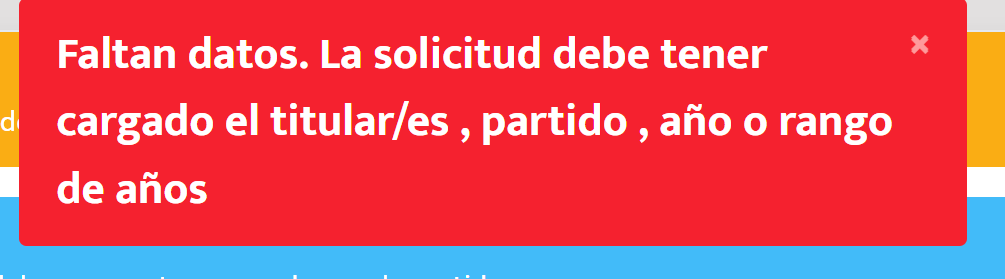 Faltan datos. La solicitud debe tener
cargado el titular/es , partido , año o rango
de años